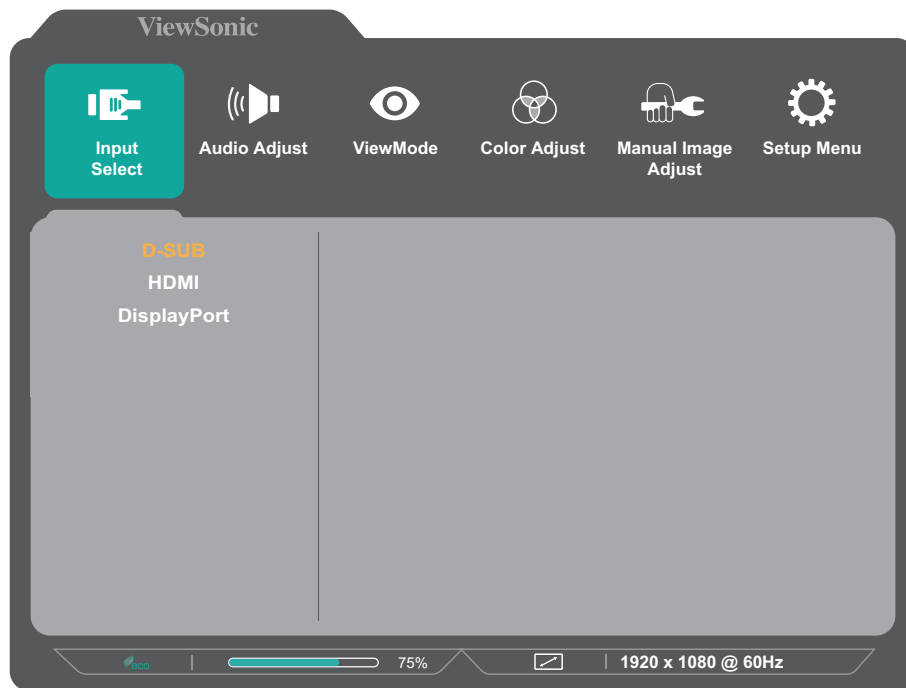 ViewSonic
Input
Select
Audio Adjust
ViewMode
Color Adjust
Manual Image
Adjust
Setup Menu
D-SUB
HDMI
DisplayPort
ECO
75%
1920 x 1080 @ 60Hz